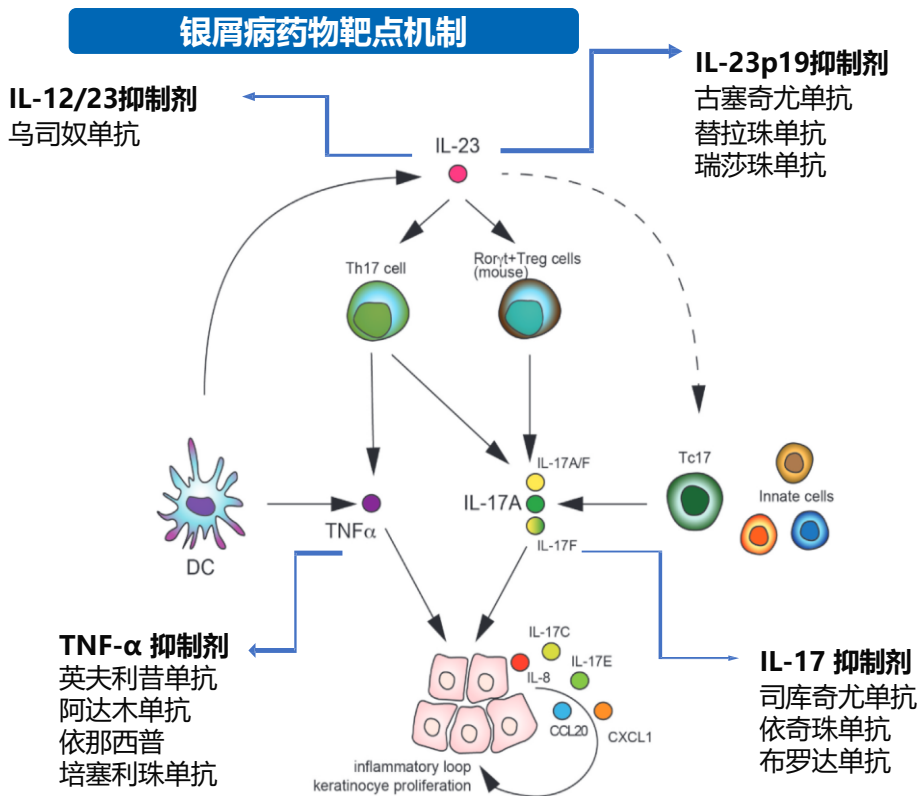 银屑病药物靶点机制
IL-12/23抑制剂
乌司奴单抗
IL-23p19抑制剂
古塞奇尤单抗
替拉珠单抗
瑞莎珠单抗
IL-23
Th17 cell
Rorγt+Treg cells
(mouse)
DC
TNFα
IL-17A/F
IL-17A
IL-17F
Tc17
Innate cells
TNF-α 抑制剂
英夫利昔单抗
阿达木单抗
依那西普
培塞利珠单抗
IL-17C
IL-17E
IL-8
CCL20
CXCL1
inflammatory loop
keratinocye proliferation
IL-17 抑制剂
司库奇尤单抗
依奇珠单抗
布罗达单抗